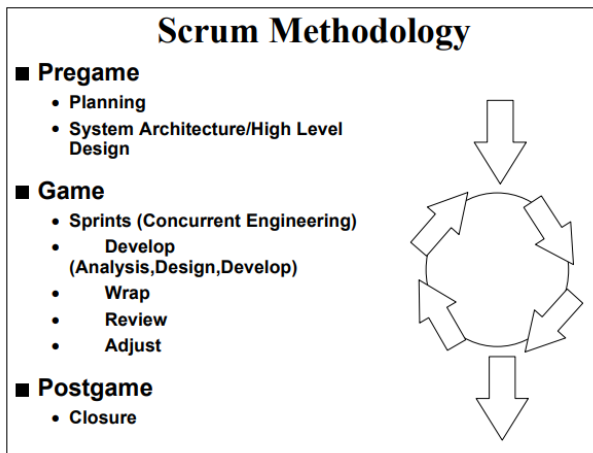 Scrum Methodology
■ Pregame
• Planning
• System Architecture/High Level
Design
■ Game
• Sprints (Concurrent Engineering)
• Develop
(Analysis,Design,Develop)
• Wrap
• Review
• Adjust
■ Postgame
• Closure